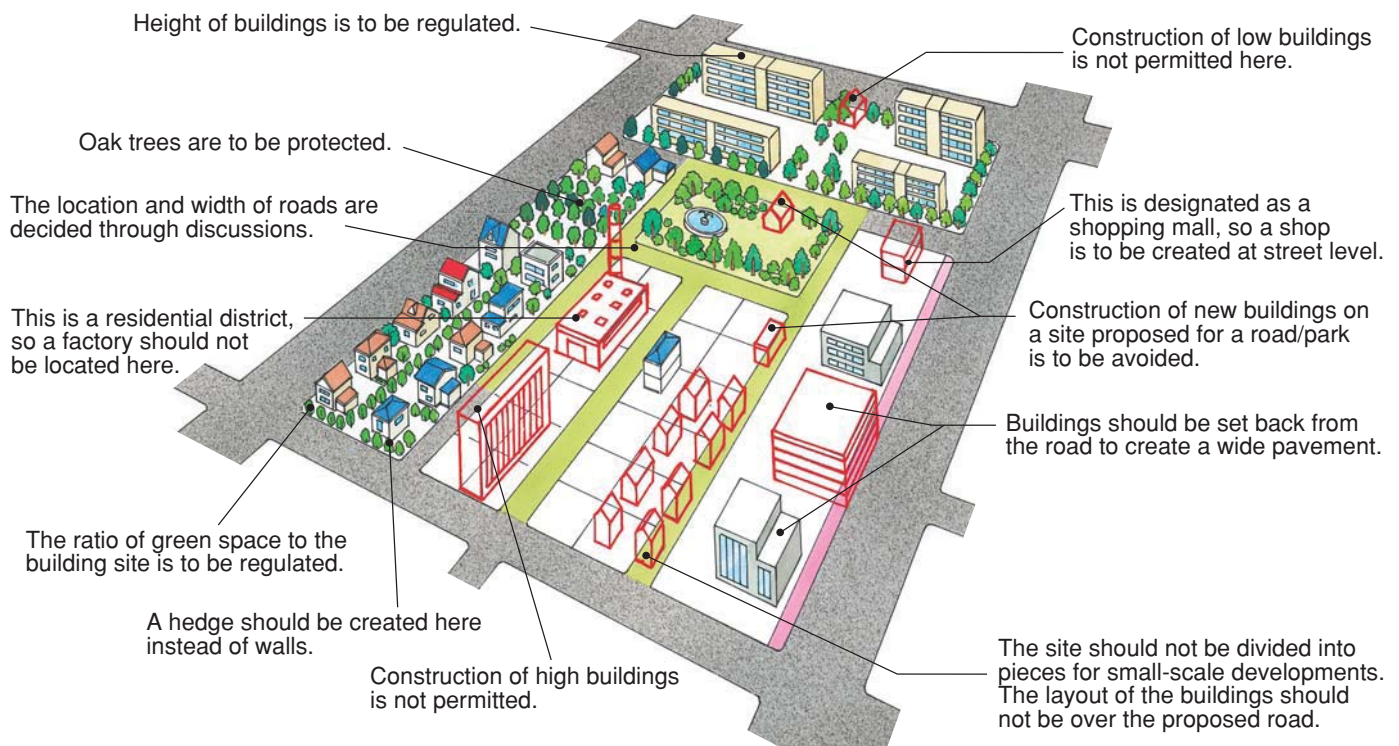 Height of buildings is to be regulated.
Construction of low buildings
is not permitted here.
Oak trees are to be protected.
The location and width of roads are
decided through discussions.
This is designated as a
shopping mall, so a shop
is to be created at street level.
This is a residential district,
so a factory should not
be located here.
Construction of new buildings on
a site proposed for a road/park
is to be avoided.
Buildings should be set back from
the road to create a wide pavement.
The ratio of green space to the
building site is to be regulated.
A hedge should be created here
instead of walls.
Construction of high buildings
is not permitted.
The site should not be divided into
pieces for small-scale developments.
The layout of the buildings should
not be over the proposed road.